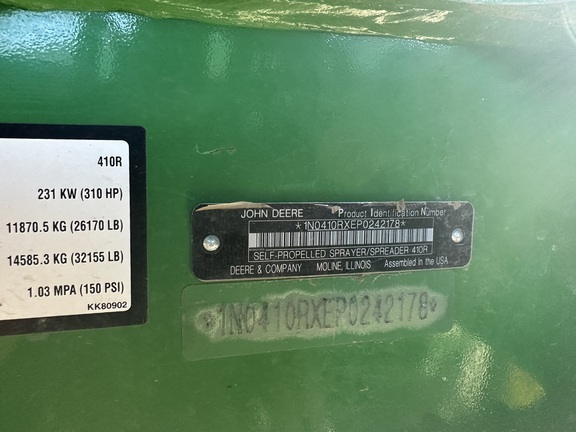 410R
231 KW (310 HP)
11870.5 KG (26170 LB)
14585.3 KG (32155 LB)
1.03 MPA (150 PSI)
KK80902
JOHN DEERE Product Identification Number
*1N0410RXEP0242178*
SELF-PROPELLED SPRAYER/SPREADER 410R
DEERE & COMPANY MOLINE, ILLINOIS Assembled in the USA
*1N0410RXEP0242178*